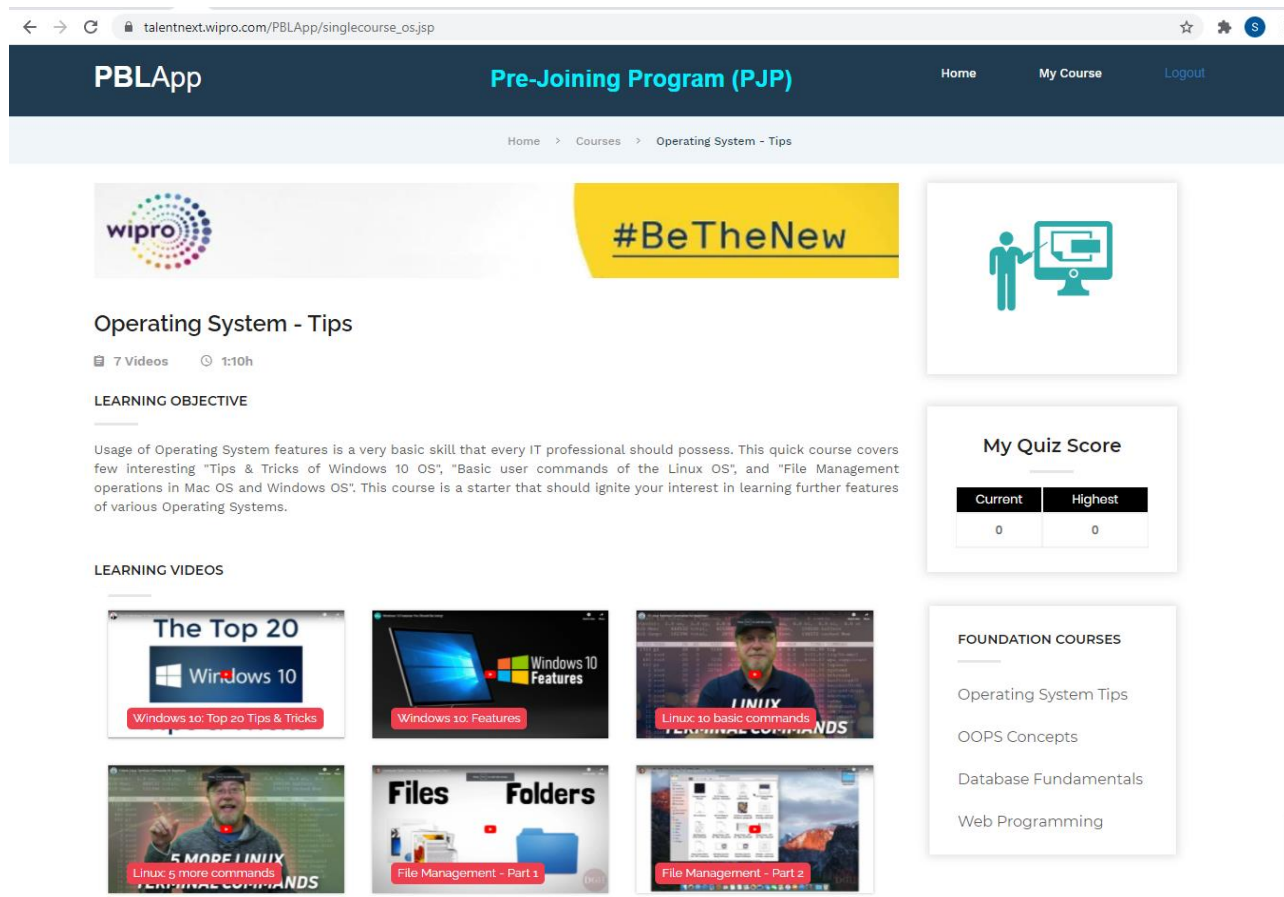 talentnext.wipro.com/PBLApp/singlecourse_os.jsp
S
PBLApp
Pre-Joining Program (PJP)
Home
My Course
Logout
Home > Courses > Operating System - Tips
wipro
#BeTheNew
Operating System - Tips
7 Videos
1:10h
LEARNING OBJECTIVE
Usage of Operating System features is a very basic skill that every IT professional should possess. This quick course covers
few interesting "Tips & Tricks of Windows 10 OS", "Basic user commands of the Linux OS", and "File Management
operations in Mac OS and Windows OS". This course is a starter that should ignite your interest in learning further features
of various Operating Systems.
LEARNING VIDEOS
The Top 20
Windows 10
Windows 10: Top 20 Tips & Tricks
Windows 10
Features
Windows 10: Features
LINUX
Linux 10 basic commands
TERMINAL COMMANDS
5 MORE LINUX
Linux: 5 more commands
TERMINAL COMMANDS
Files
Folders
File Management - Part 1
File Management - Part 2
My Quiz Score
Current
Highest
0
0
FOUNDATION COURSES
Operating System Tips
OOPS Concepts
Database Fundamentals
Web Programming